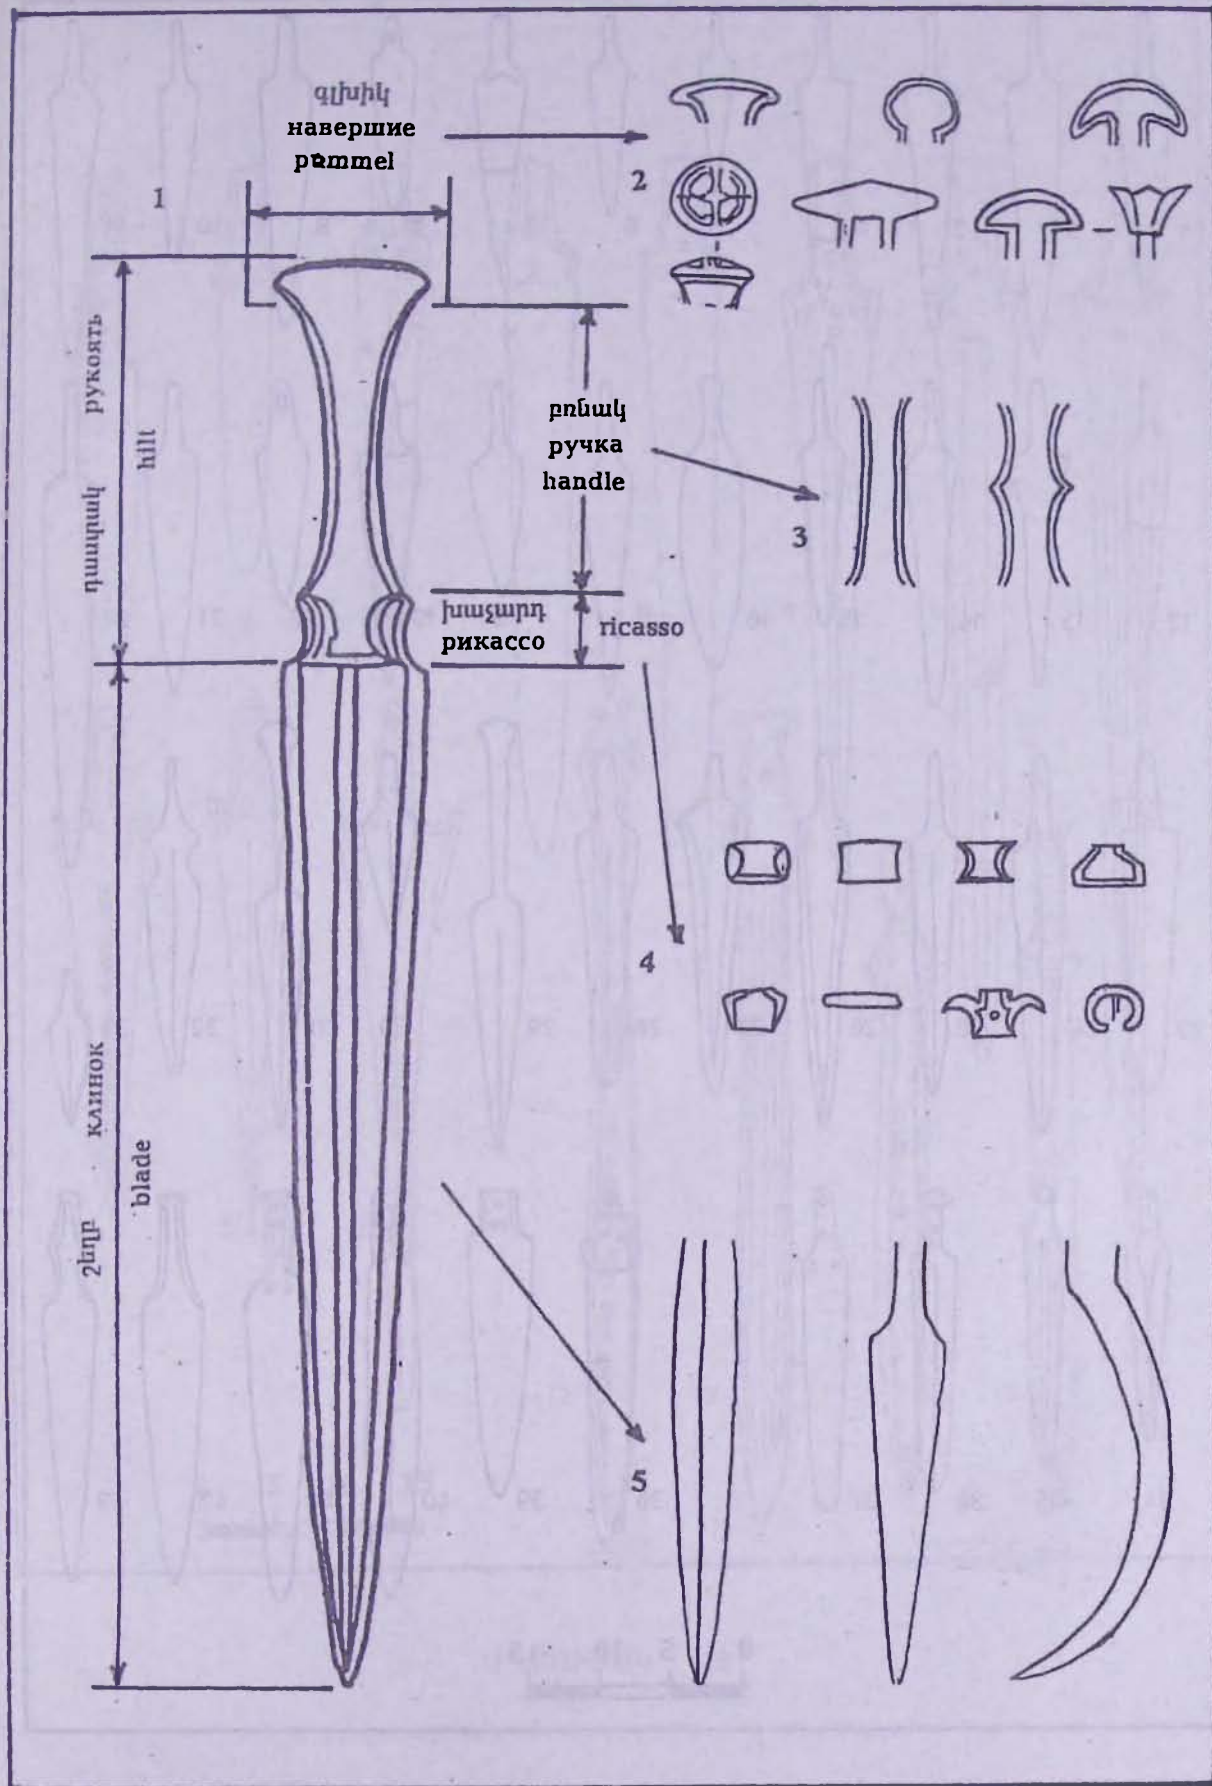 գլխիկ
навершие
pommel
1
2
рукоять
hilt
դաստակ
բռնակ
ручка
handle
3
խաչարդ
рикассо
ricasso
4
клинок
blade
Շեղբ
5